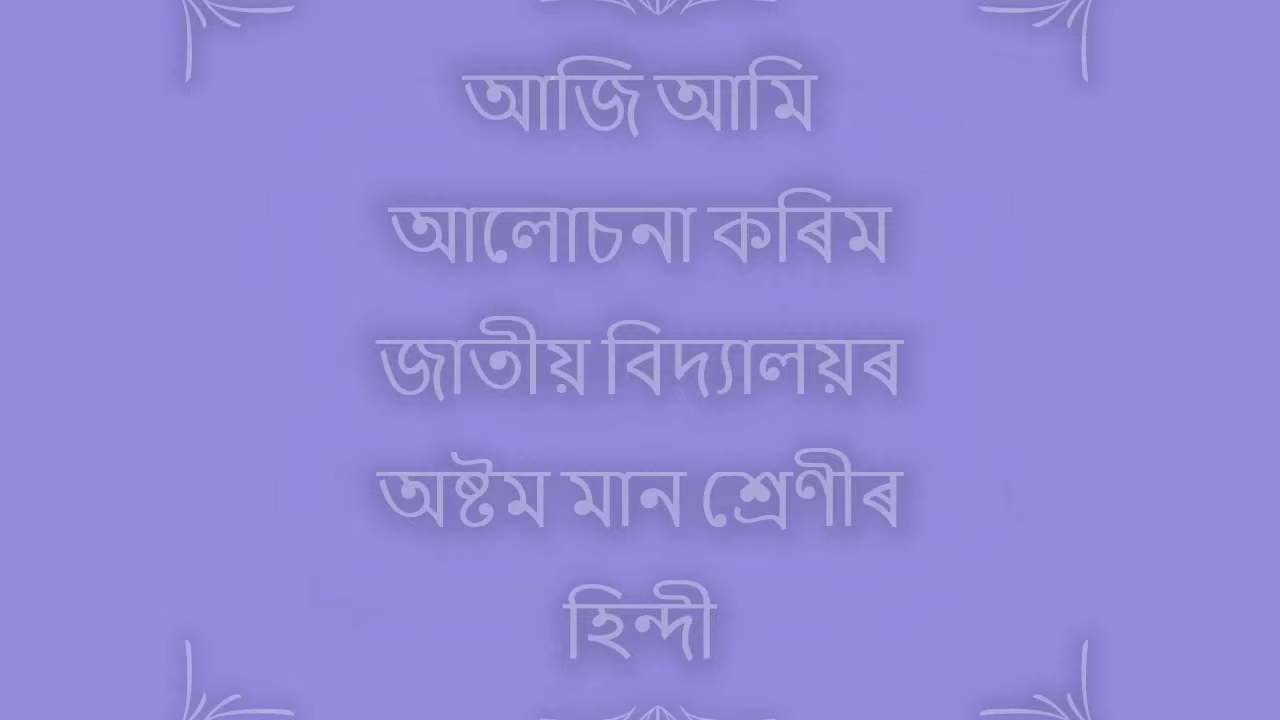 আজি আমি
আলোচনা কৰিম
জাতীয় বিদ্যালয়ৰ
অষ্টম মান শ্ৰেণীৰ
হিন্দী